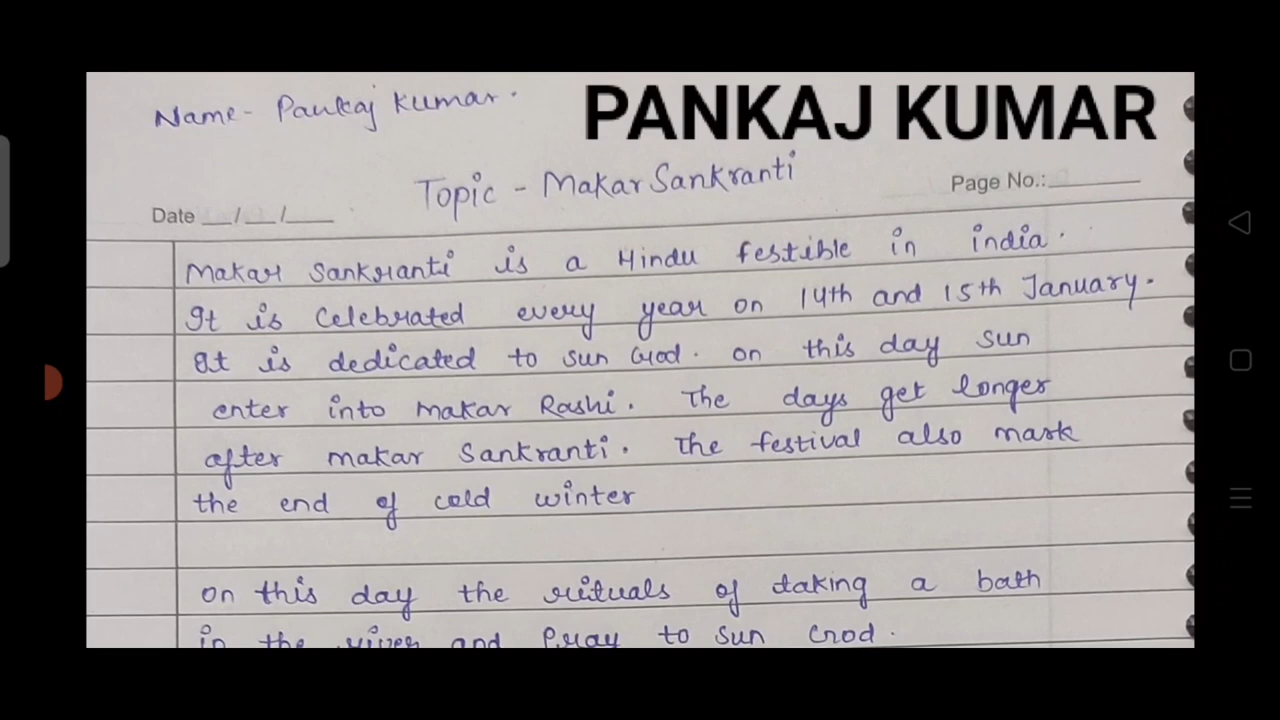 Name- Pankaj Kumar.
PANKAJ KUMAR
Topic - Makar Sankranti
Page No.:
Date __/__/__
Makar Sankranti is a Hindu festible in india.
It is Celebrated every year on 14th and 15th January.
It is dedicated to sun God. on this day sun
enter into Makar Rashi. The days get longer
after makar Sankranti. The festival also mark
the end of cold winter
on this day the rituals of taking a bath
in the river and Pray to sun God.